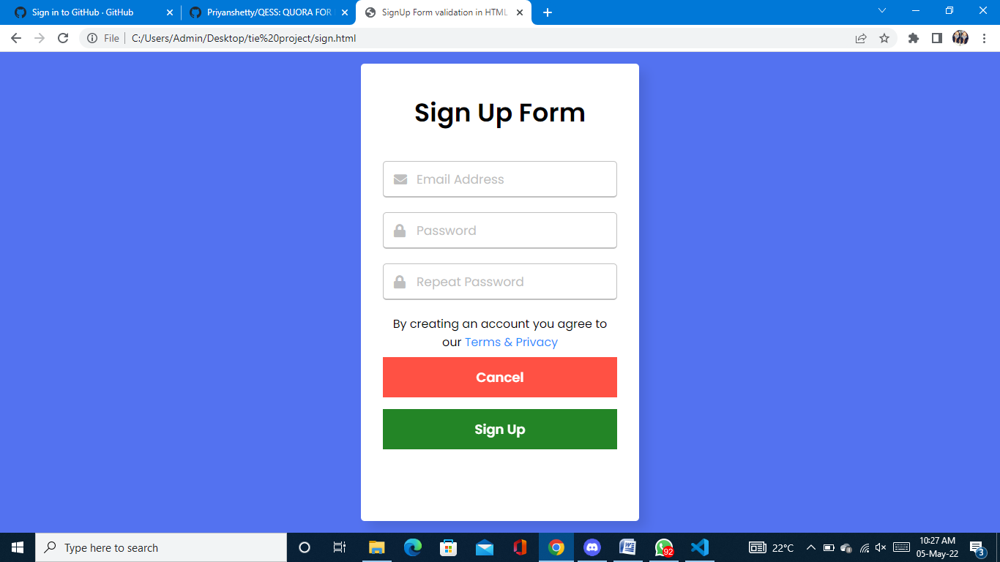 Sign in to GitHub · GitHub
Priyanshetty/QESS: QUORA FOR
SignUp Form validation in HTML
File
C:/Users/Admin/Desktop/tie%20project/sign.html
Sign Up Form
Email Address
Password
Repeat Password
By creating an account you agree to
our Terms & Privacy
Cancel
Sign Up
Type here to search
92
22°C
10:27 AM
05-May-22
3